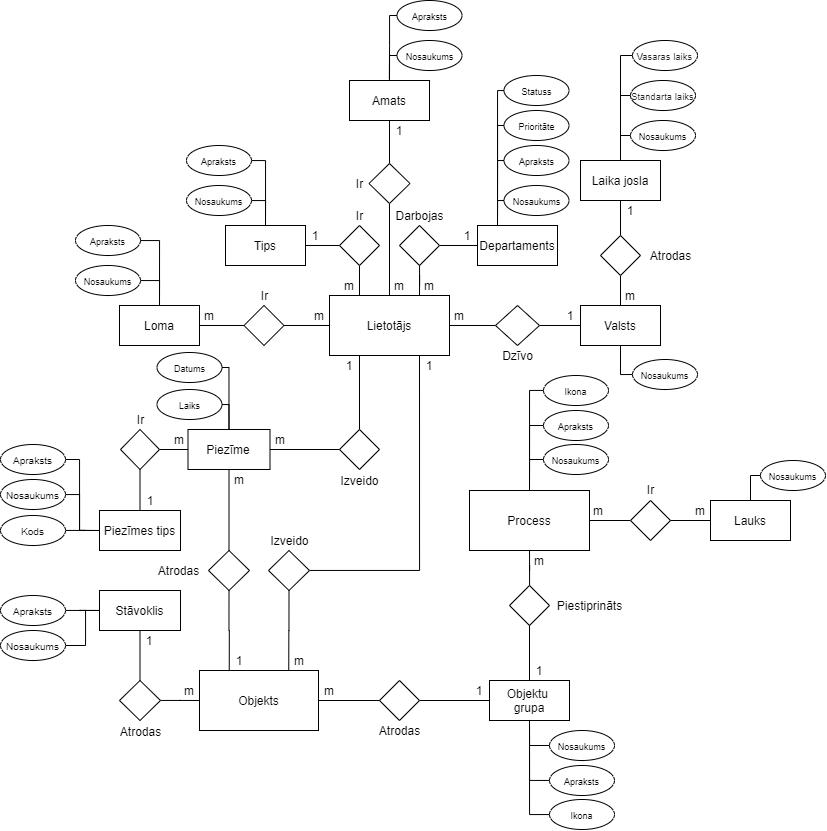 Apraksts
Nosaukums
Amats
1
Ir
Statuss
Prioritāte
Apraksts
Nosaukums
Departaments
1
Darbojas
m
Vasaras laiks
Standarta laiks
Nosaukums
Laika josla
1
Atrodas
m
Apraksts
Nosaukums
Tips
1
Ir
m
m
Apraksts
Nosaukums
Loma
m
Ir
m
Lietotājs
m
Dzīvo
1
Valsts
Nosaukums
1
1
Datums
Laiks
Ir
m
Piezīme
m
Izveido
m
Apraksts
Nosaukums
Kods
1
Piezīmes tips
Ikona
Apraksts
Nosaukums
Process
m
Ir
m
Lauks
Nosaukums
m
Piestiprināts
1
Izveido
Atrodas
Apraksts
Nosaukums
Stāvoklis
1
Atrodas
m
1
m
Objekts
m
Atrodas
1
Objektu
grupa
Nosaukums
Apraksts
Ikona